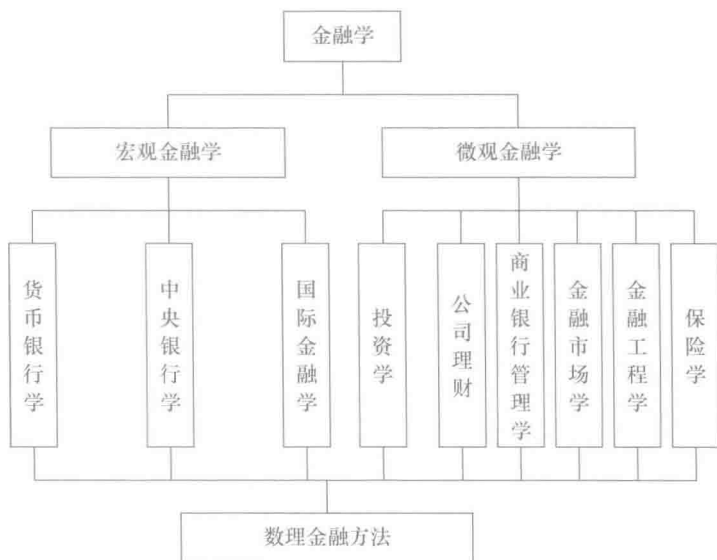 金融学
宏观金融学
微观金融学
货币银行学
中央银行学
国际金融学
投资学
公司理财
商业银行管理学
金融市场学
金融工程学
保险学
数理金融方法